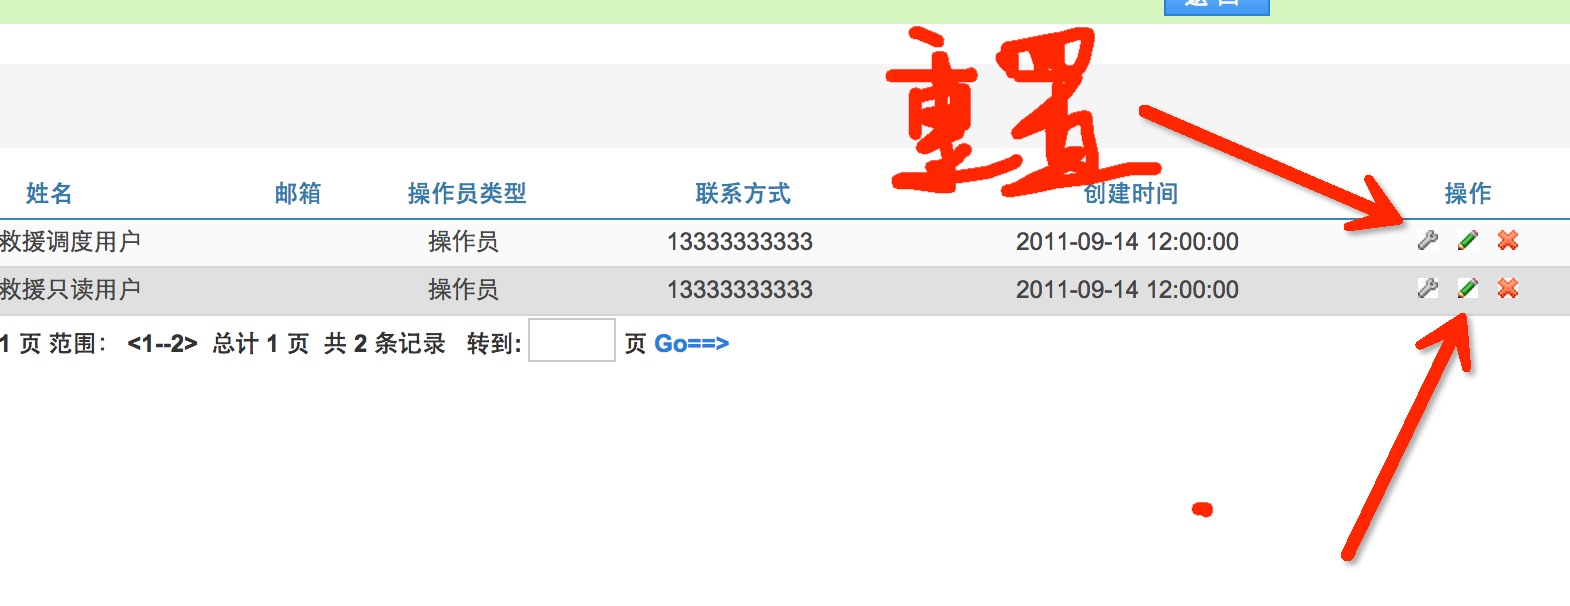 返 回
重置
姓名 邮箱 操作员类型 联系方式 创建时间 操作
救援调度用户 操作员 13333333333 2011-09-14 12:00:00
救援只读用户 操作员 13333333333 2011-09-14 12:00:00
1 页 范围: <1--2> 总计 1 页 共 2 条记录 转到: 页 Go==>